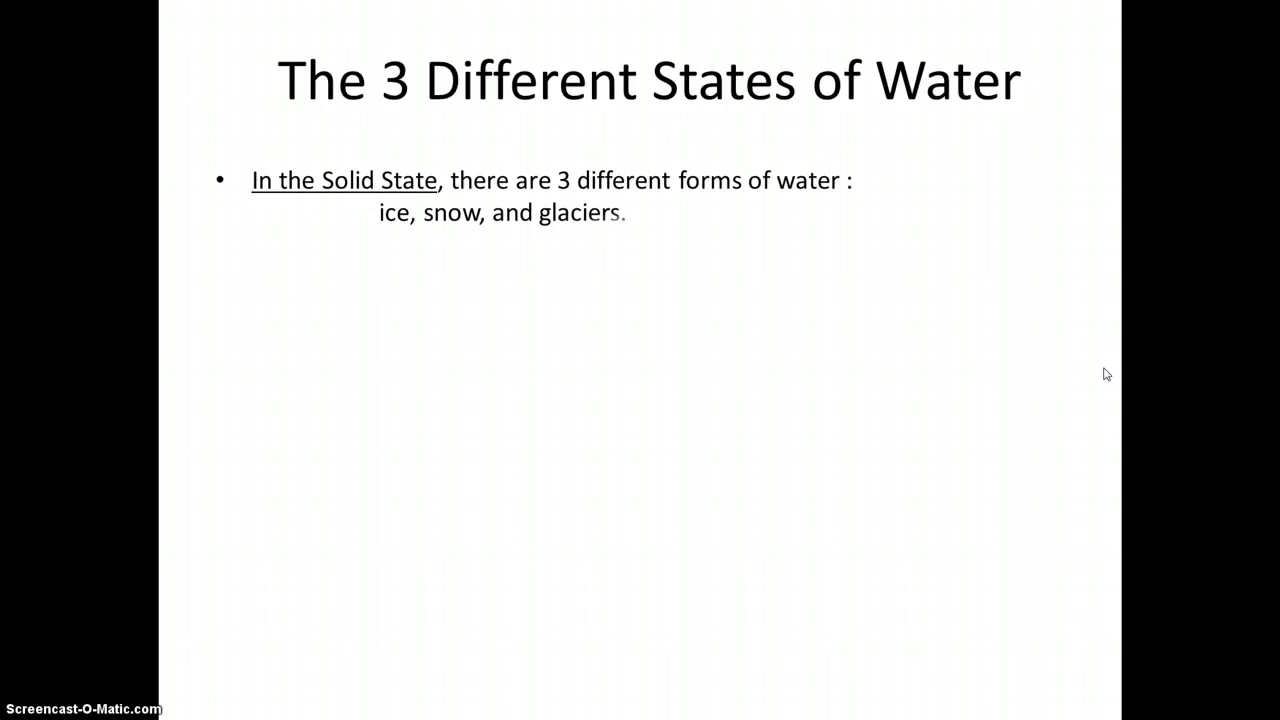 The 3 Different States of Water
• In the Solid State, there are 3 different forms of water :
ice, snow, and glaciers.
Screencast-O-Matic.com